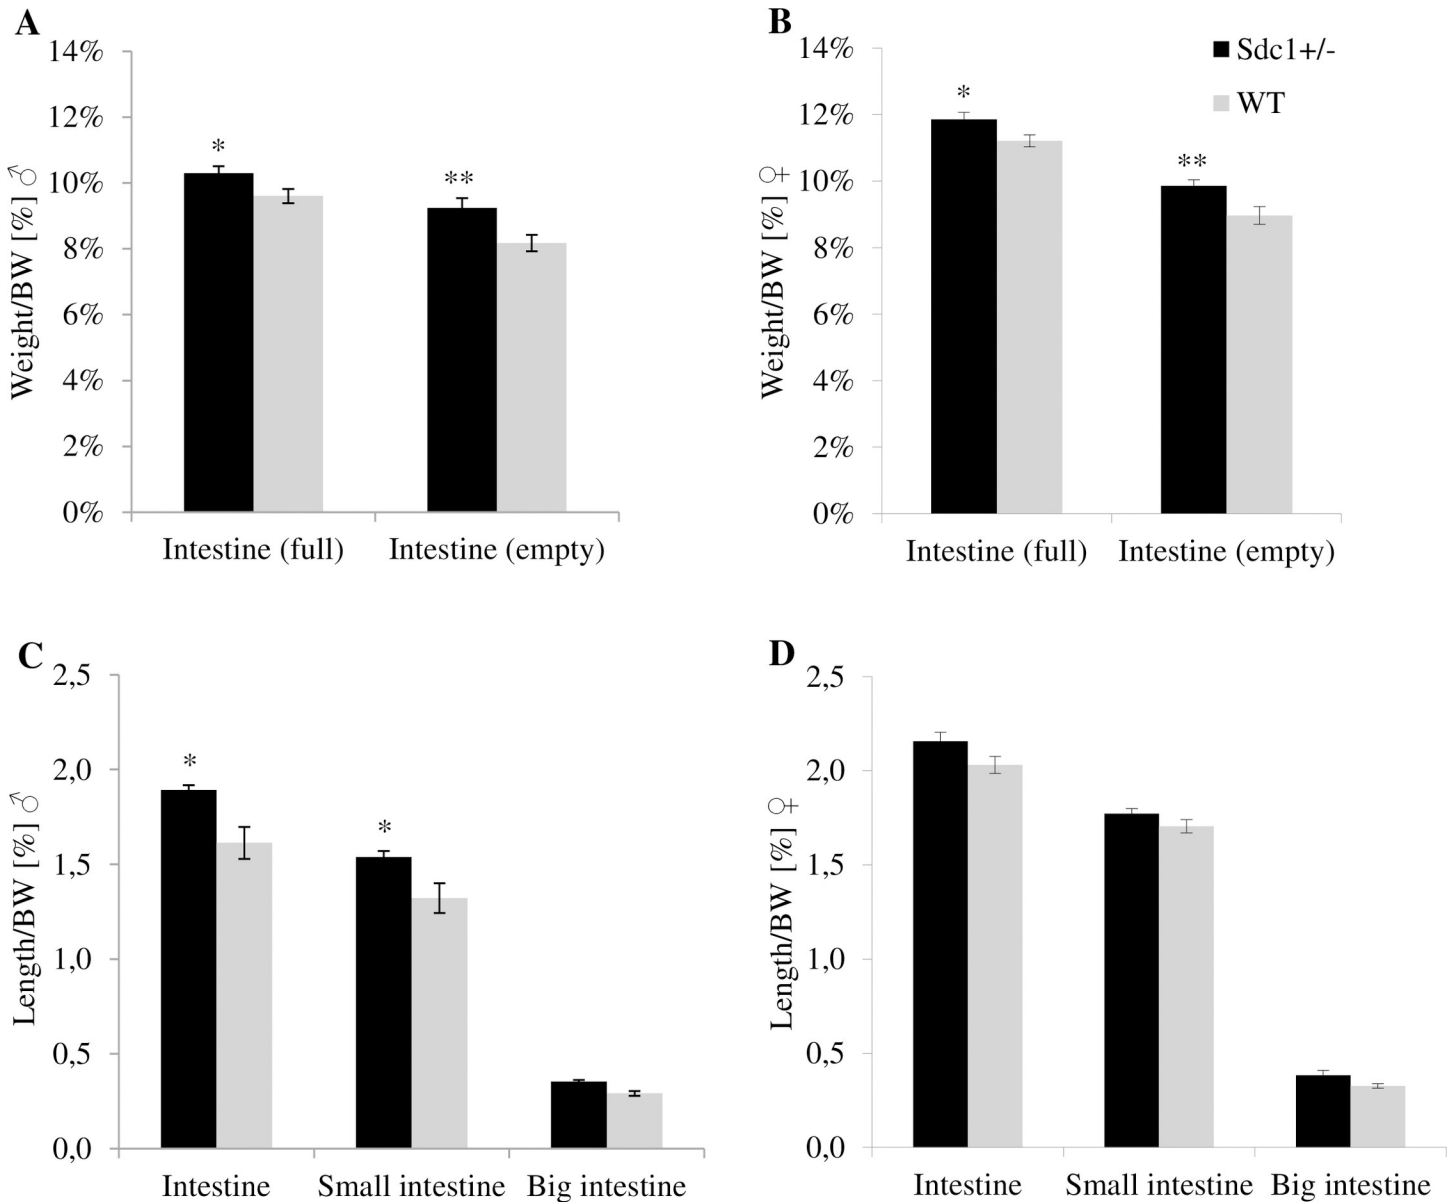 A
14%
12%
10%
8%
6%
4%
2%
0%
Weight/BW [%] ♂
*
**
Intestine (full)
Intestine (empty)
B
14%
12%
10%
8%
6%
4%
2%
0%
Weight/BW [%] ♀
*
**
Sdc1+/-
WT
Intestine (full)
Intestine (empty)
C
2,5
2,0
1,5
1,0
0,5
0,0
Length/BW [%] ♂
*
*
Intestine
Small intestine
Big intestine
D
2,5
2,0
1,5
1,0
0,5
0,0
Length/BW [%] ♀
Intestine
Small intestine
Big intestine